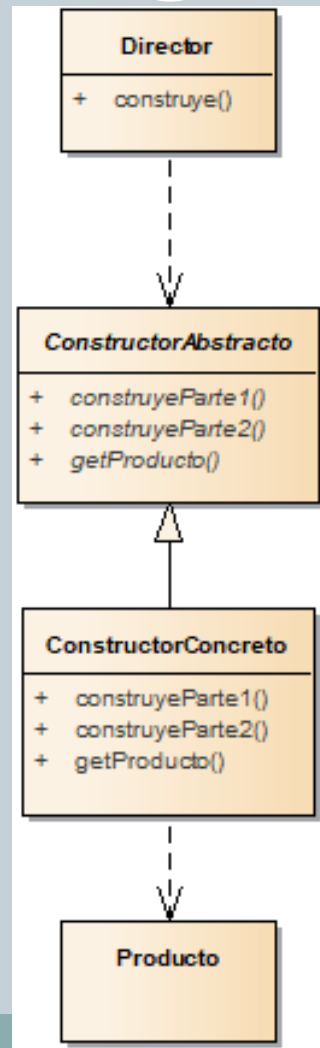 Director
+ construye()
ConstructorAbstracto
+ construyeParte1()
+ construyeParte2()
+ getProducto()
ConstructorConcreto
+ construyeParte1()
+ construyeParte2()
+ getProducto()
Producto